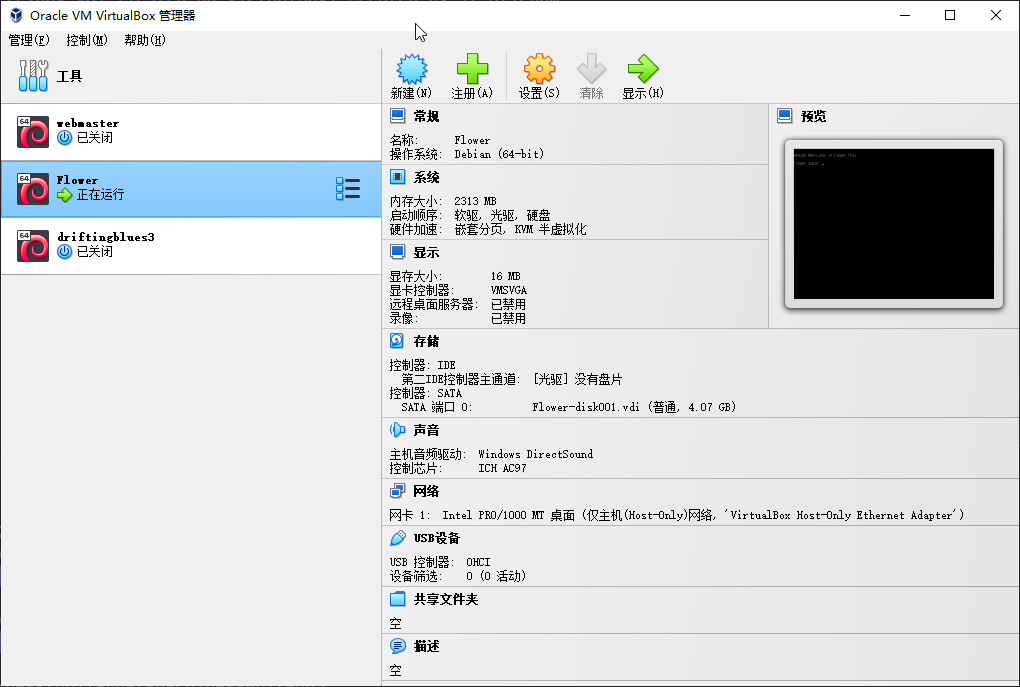 Oracle VM VirtualBox 管理器
管理(F) 控制(M) 帮助(H)
工具
新建(N) 注册(A) 设置(S) 清除 显示(H)
64
webmaster
已关闭
64
Flower
正在运行
64
driftingblues3
已关闭
常规
名称: Flower
操作系统: Debian (64-bit)
预览
系统
内存大小: 2313 MB
启动顺序: 软驱, 光驱, 硬盘
硬件加速: 嵌套分页, KVM 半虚拟化
显示
显存大小: 16 MB
显卡控制器: VMSVGA
远程桌面服务器: 已禁用
录像: 已禁用
存储
控制器: IDE
第二IDE控制器主通道: [光驱] 没有盘片
控制器: SATA
SATA 端口 0: Flower-disk001.vdi (普通, 4.07 GB)
声音
主机音频驱动: Windows DirectSound
控制芯片: ICH AC97
网络
网卡 1: Intel PRO/1000 MT 桌面 (仅主机(Host-Only)网络, 'VirtualBox Host-Only Ethernet Adapter')
USB设备
USB 控制器: OHCI
设备筛选: 0 (0 活动)
共享文件夹
空
描述
空